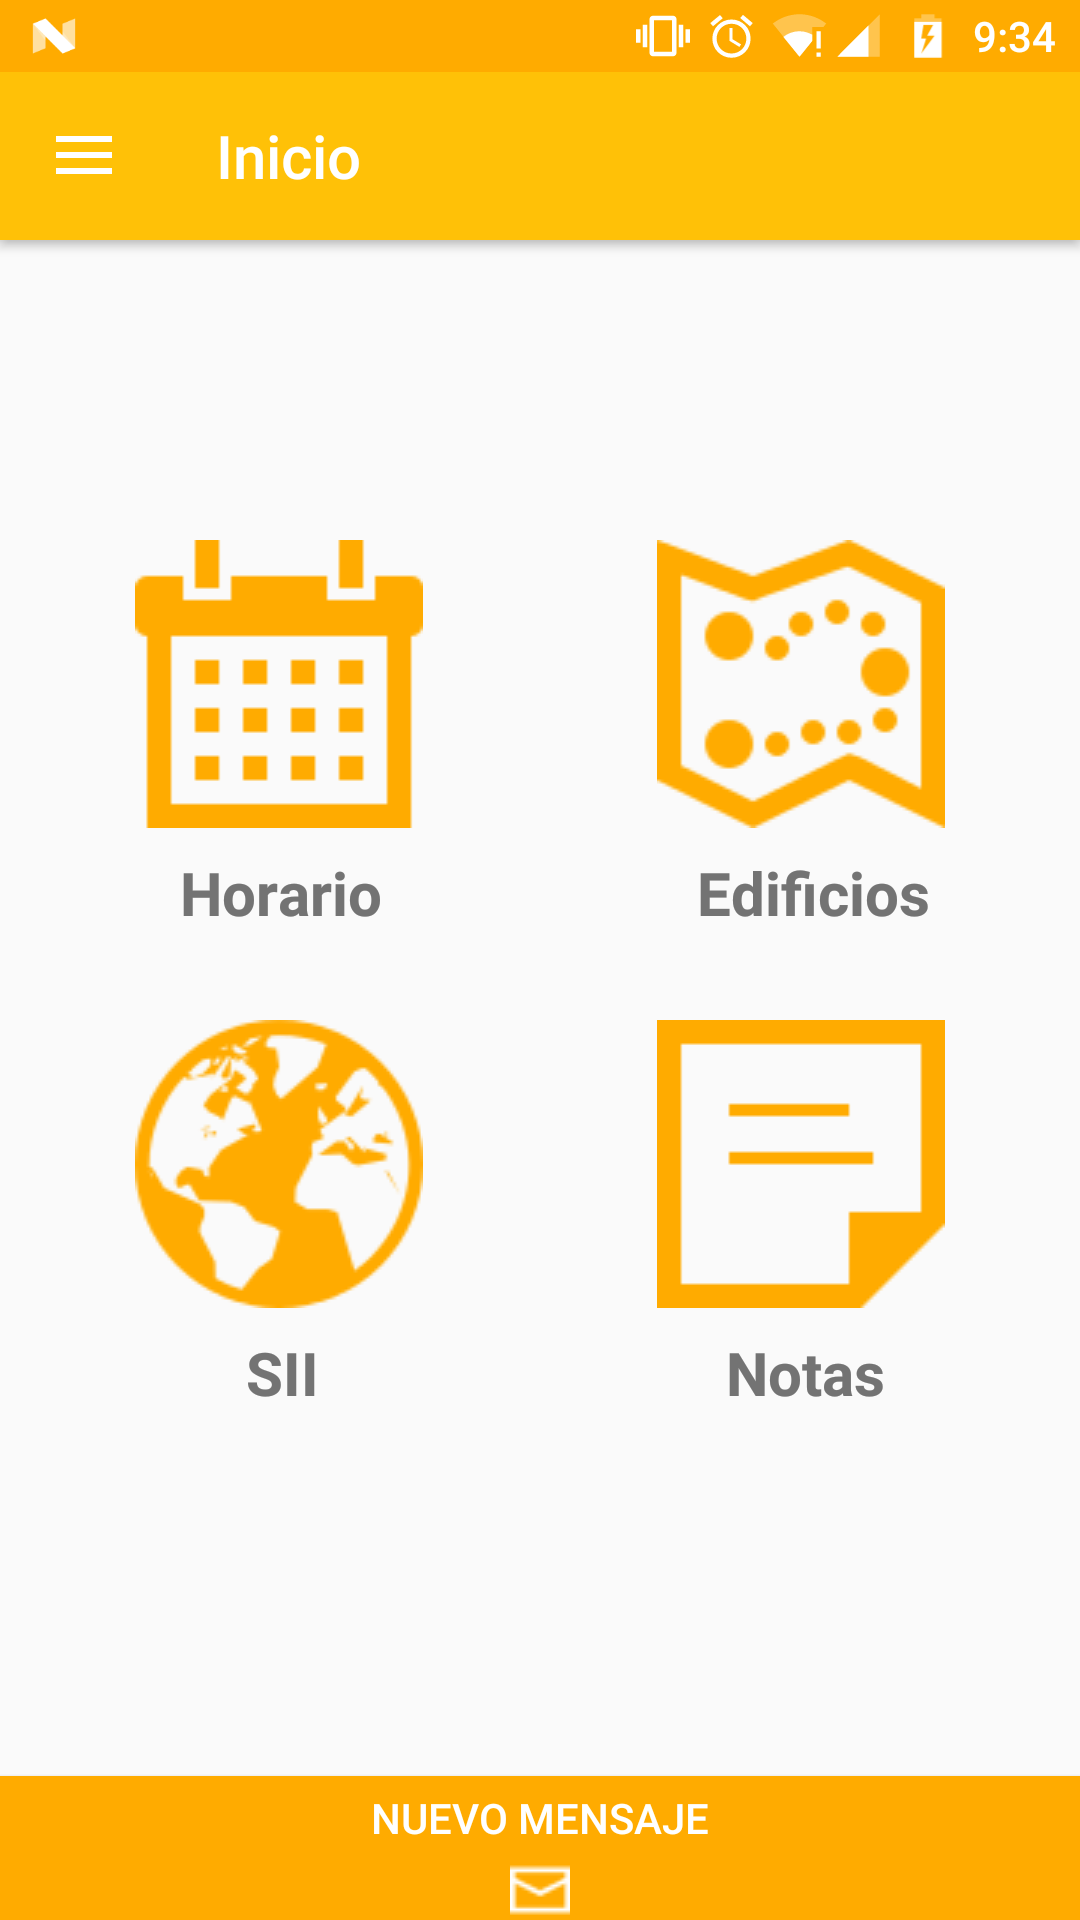 9:34
Inicio
Horario
Edificios
SII
Notas
NUEVO MENSAJE